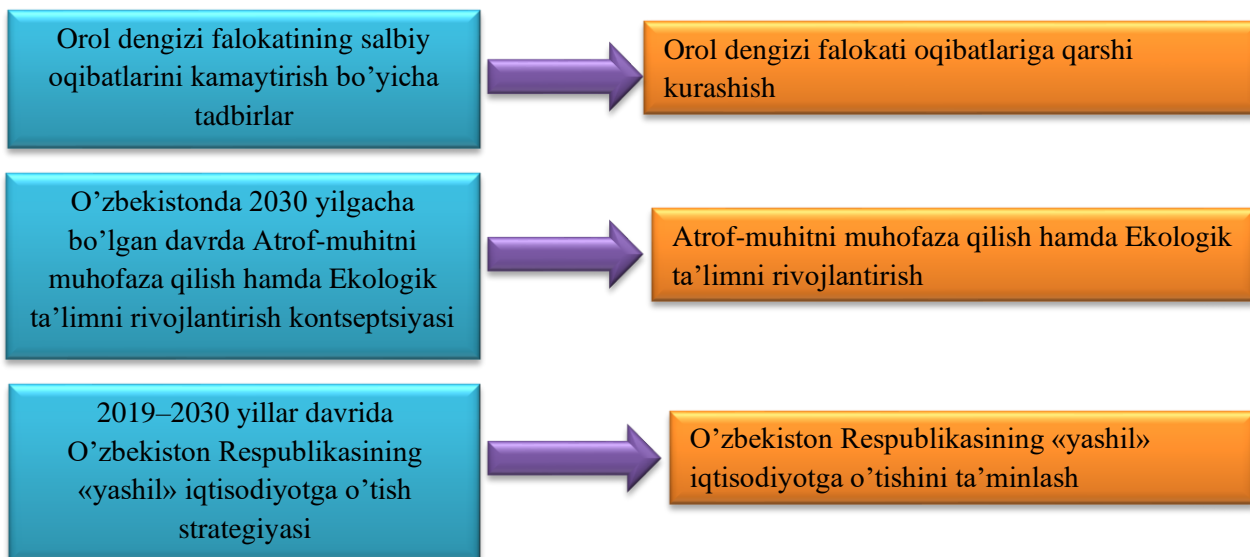 Orol dengizi falokatining salbiy
oqibatlarini kamaytirish bo’yicha
tadbirlar
Orol dengizi falokati oqibatlariga qarshi
kurashish
O’zbekistonda 2030 yilgacha
bo’lgan davrda Atrof-muhitni
muhofaza qilish hamda Ekologik
ta’limni rivojlantirish kontseptsiyasi
Atrof-muhitni muhofaza qilish hamda Ekologik
ta’limni rivojlantirish
2019–2030 yillar davrida
O’zbekiston Respublikasining
«yashil» iqtisodiyotga o’tish
strategiyasi
O’zbekiston Respublikasining «yashil»
iqtisodiyotga o’tishini ta’minlash